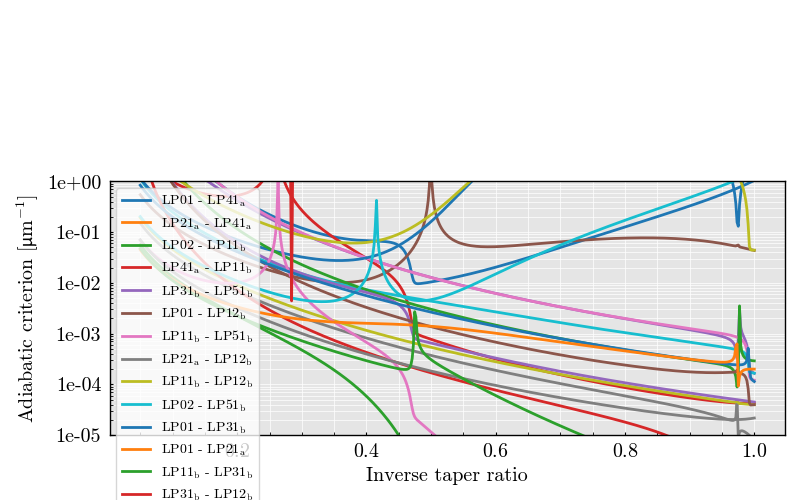 1e+00
1e-01
1e-02
1e-03
1e-04
1e-05
Adiabatic criterion [μm⁻¹]
LP01 - LP41ₐ
LP21ₐ - LP41ₐ
LP02 - LP11b
LP41ₐ - LP11b
LP31b - LP51b
LP01 - LP12b
LP11b - LP51b
LP21ₐ - LP12b
LP11b - LP12b
LP02 - LP51b
LP01 - LP31b
LP01 - LP21ₐ
LP11b - LP31b
LP31b - LP12b
0.2 0.4 0.6 0.8 1.0
Inverse taper ratio